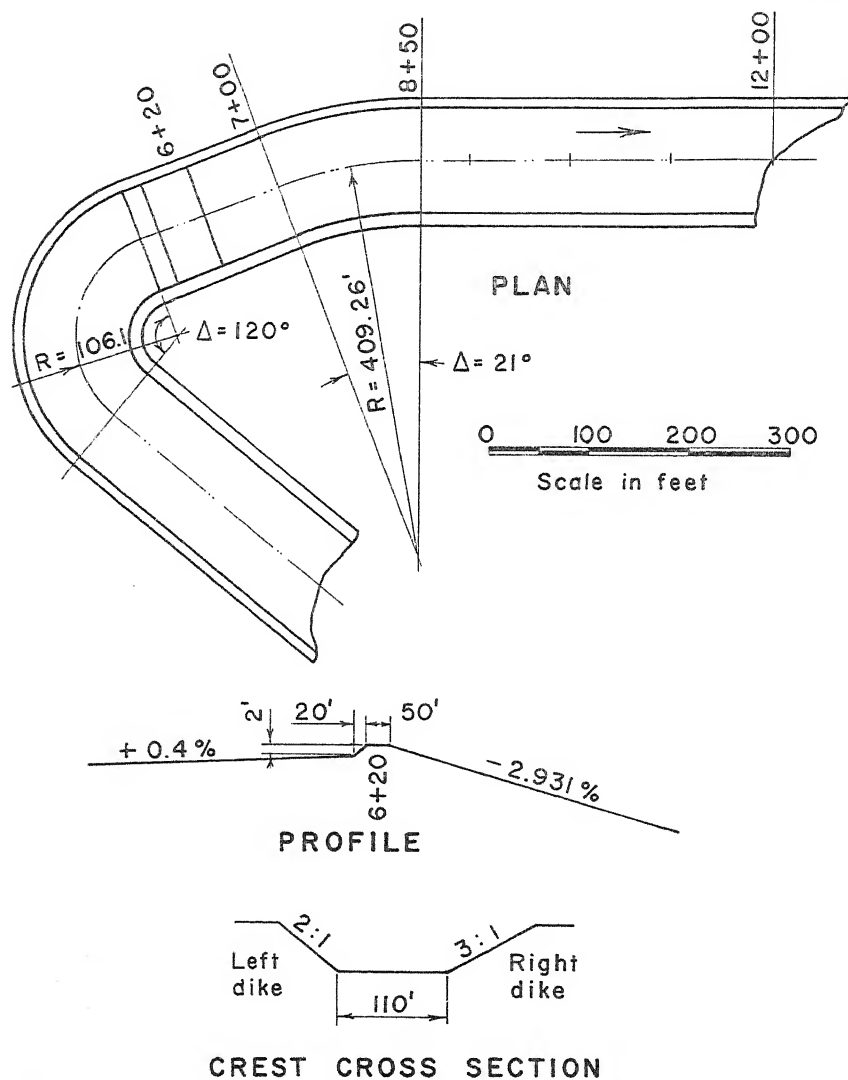 6+20
7+00
8+50
12+00
PLAN
R= 106.1
Δ=120°
R= 409.26'
Δ=21°
0 100 200 300
Scale in feet
2'
20'
50'
+0.4%
6+20
-2.931%
PROFILE
2:1
3:1
Left
dike
Right
dike
110'
CREST CROSS SECTION